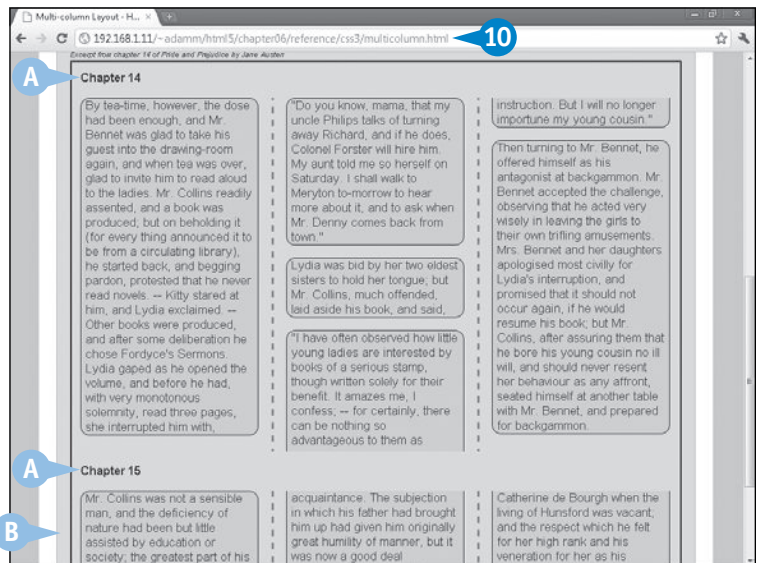 Multi-column Layout - H...
192.168.1.11/~adamm/html5/chapter06/reference/css3/multicolumn.html
10
Excerpt from chapter 14 of Pride and Prejudice by Jane Austen
A
Chapter 14
By tea-time, however, the dose
had been enough, and Mr.
Bennet was glad to take his
guest into the drawing-room
again, and when tea was over,
glad to invite him to read aloud
to the ladies. Mr. Collins readily
assented, and a book was
produced; but on beholding it
(for every thing announced it to
be from a circulating library),
he started back, and begging
pardon, protested that he never
read novels. -- Kitty stared at
him, and Lydia exclaimed. --
Other books were produced,
and after some deliberation he
chose Fordyce's Sermons.
Lydia gaped as he opened the
volume, and before he had,
with very monotonous
solemnity, read three pages,
she interrupted him with,
"Do you know, mama, that my
uncle Philips talks of turning
away Richard, and if he does,
Colonel Forster will hire him.
My aunt told me so herself on
Saturday. I shall walk to
Meryton to-morrow to hear
more about it, and to ask when
Mr. Denny comes back from
town."
Lydia was bid by her two eldest
sisters to hold her tongue; but
Mr. Collins, much offended,
laid aside his book, and said,
"I have often observed how little
young ladies are interested by
books of a serious stamp,
though written solely for their
benefit. It amazes me, I
confess; -- for certainly, there
can be nothing so
advantageous to them as
instruction. But I will no longer
importune my young cousin."
Then turning to Mr. Bennet, he
offered himself as his
antagonist at backgammon. Mr.
Bennet accepted the challenge,
observing that he acted very
wisely in leaving the girls to
their own trifling amusements.
Mrs. Bennet and her daughters
apologised most civilly for
Lydia's interruption, and
promised that it should not
occur again, if he would
resume his book; but Mr.
Collins, after assuring them that
he bore his young cousin no ill
will, and should never resent
her behaviour as any affront,
seated himself at another table
with Mr. Bennet, and prepared
for backgammon.
A
Chapter 15
B
Mr. Collins was not a sensible
man, and the deficiency of
nature had been but little
assisted by education or
society; the greatest part of his
acquaintance. The subjection
in which his father had brought
him up had given him originally
great humility of manner, but it
was now a good deal
Catherine de Bourgh when the
living of Hunsford was vacant;
and the respect which he felt
for her high rank and his
veneration for her as his